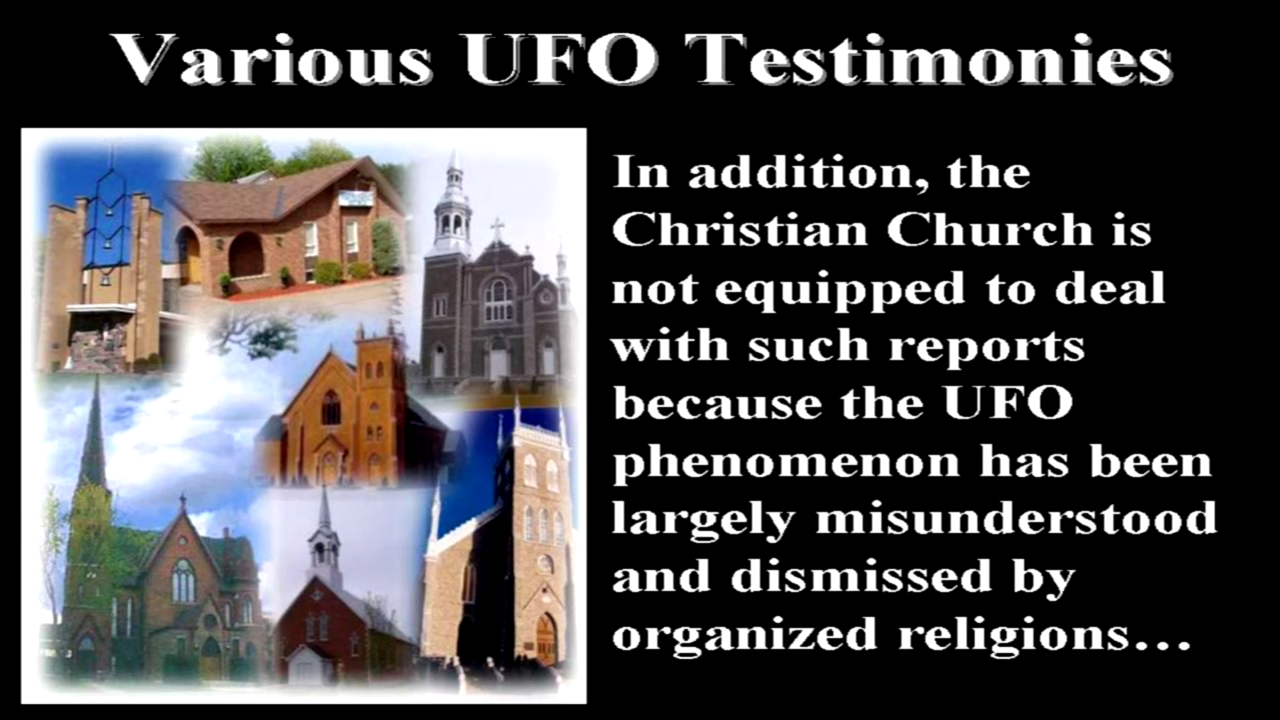 Various UFO Testimonies
In addition, the
Christian Church is
not equipped to deal
with such reports
because the UFO
phenomenon has been
largely misunderstood
and dismissed by
organized religions…